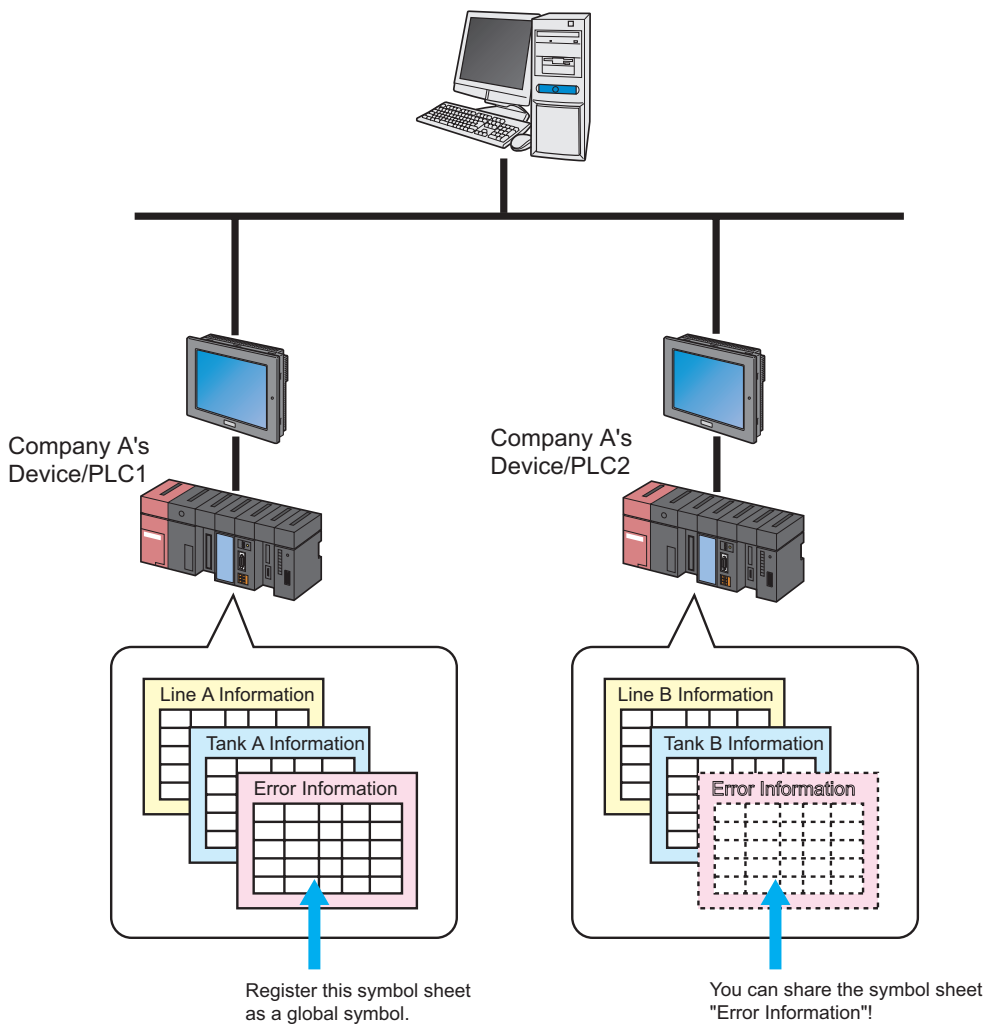 Company A's
Device/PLC1
Company A's
Device/PLC2
Line A Information
Tank A Information
Error Information
Line B Information
Tank B Information
Error Information
Register this symbol sheet
as a global symbol.
You can share the symbol sheet
"Error Information"!